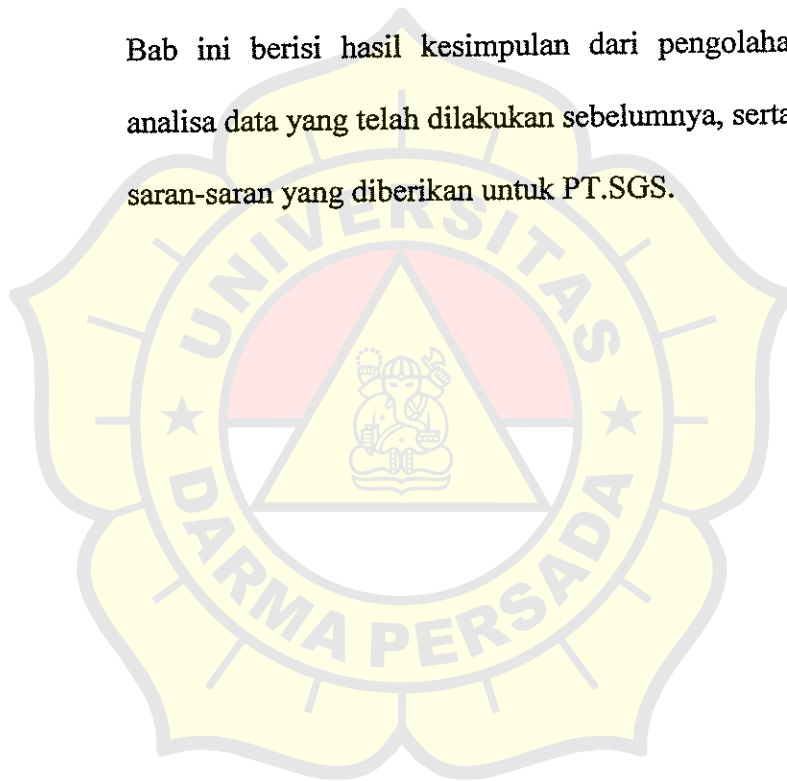 Bab ini berisi hasil kesimpulan dari pengolaha
analisa data yang telah dilakukan sebelumnya, serta
saran-saran yang diberikan untuk PT.SGS.
UNIVERSITAS
DARMA PERSADA